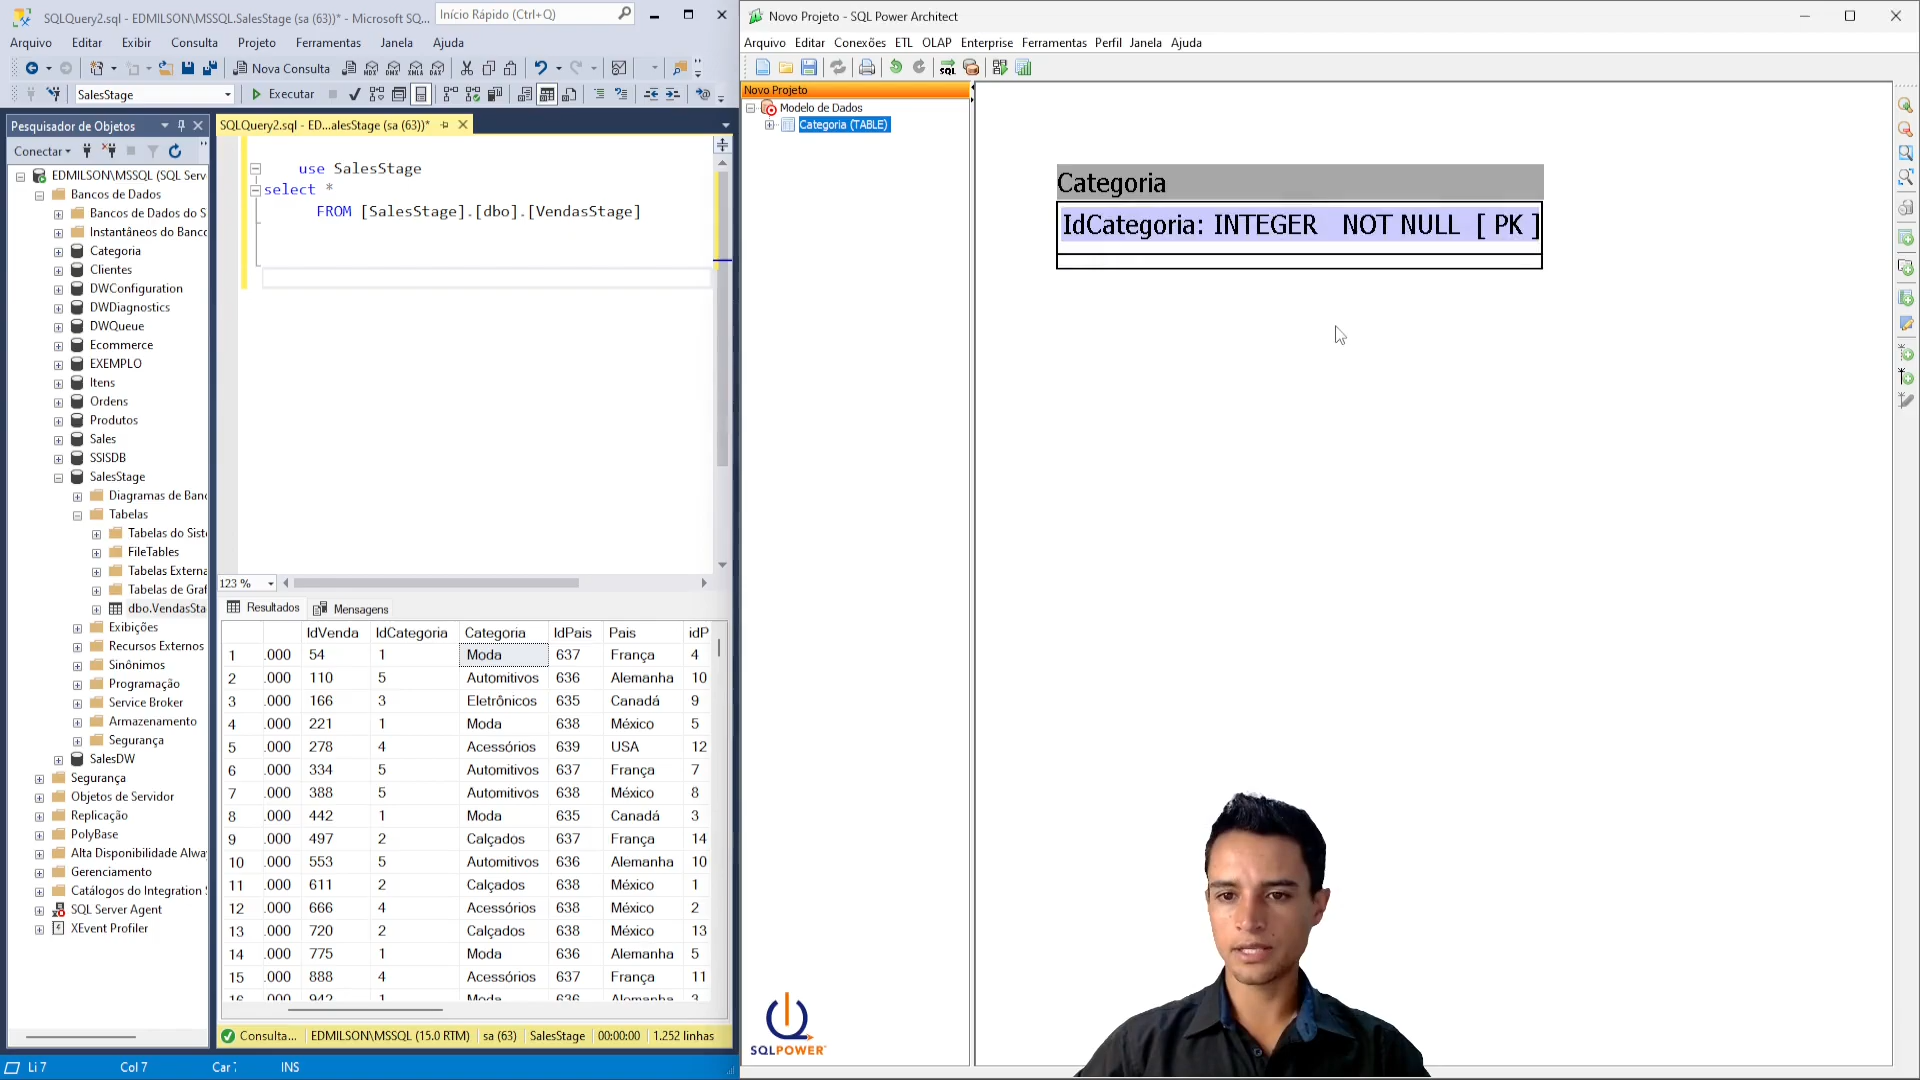 SQLQuery2.sql - EDMILSON\MSSQL.SalesStage (sa (63))* - Microsoft SQ...
Início Rápido (Ctrl+Q)
Arquivo Editar Exibir Consulta Projeto Ferramentas Janela Ajuda
Nova Consulta
SalesStage
Executar
Pesquisador de Objetos
Conectar
EDMILSON\MSSQL (SQL Serv
Bancos de Dados
Bancos de Dados do S
Instantâneos do Banco
Categoria
Clientes
DWConfiguration
DWDiagnostics
DWQueue
Ecommerce
EXEMPLO
Itens
Ordens
Produtos
Sales
SSISDB
SalesStage
Diagramas de Banc
Tabelas
Tabelas do Siste
FileTables
Tabelas Externa
Tabelas de Graf
dbo.VendasSta
Exibições
Recursos Externos
Sinônimos
Programação
Service Broker
Armazenamento
Segurança
SalesDW
Segurança
Objetos de Servidor
Replicação
PolyBase
Alta Disponibilidade Alwa
Gerenciamento
Catálogos do Integration
SQL Server Agent
XEvent Profiler
SQLQuery2.sql - ED...alesStage (sa (63))*
use SalesStage
select *
FROM [SalesStage].[dbo].[VendasStage]
123 %
Resultados Mensagens
IdVenda IdCategoria Categoria IdPais Pais idP
1 .000 54 1 Moda 637 França 4
2 .000 110 5 Automitivos 636 Alemanha 10
3 .000 166 3 Eletrônicos 635 Canadá 9
4 .000 221 1 Moda 638 México 5
5 .000 278 4 Acessórios 639 USA 12
6 .000 334 5 Automitivos 637 França 7
7 .000 388 5 Automitivos 638 México 8
8 .000 442 1 Moda 635 Canadá 3
9 .000 497 2 Calçados 637 França 14
10 .000 553 5 Automitivos 636 Alemanha 10
11 .000 611 2 Calçados 638 México 1
12 .000 666 4 Acessórios 638 México 2
13 .000 720 2 Calçados 638 México 13
14 .000 775 1 Moda 636 Alemanha 5
15 .000 888 4 Acessórios 637 França 11
16 .000 942 1 Moda 636 Alemanha 3
Consulta... EDMILSON\MSSQL (15.0 RTM) sa (63) SalesStage 00:00:00 1.252 linhas
Li 7 Col 7 Car INS
Novo Projeto - SQL Power Architect
Arquivo Editar Conexões ETL OLAP Enterprise Ferramentas Perfil Janela Ajuda
SQL
Novo Projeto
Modelo de Dados
Categoria (TABLE)
Categoria
IdCategoria: INTEGER NOT NULL [ PK ]
SQLPOWER